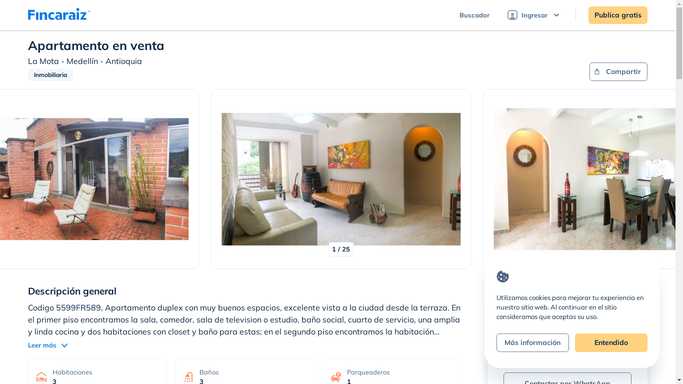 Fincaraiz
Buscador
Ingresar
Publica gratis
Apartamento en venta
La Mota - Medellín - Antioquia
Inmobiliaria
Compartir
1 / 25
Descripción general
Codigo 5599FR589, Apartamento duplex con muy buenos espacios, excelente vista a la ciudad desde la terraza. En
el primer piso encontramos la sala, comedor, sala de television o estudio, baño social, cuarto de servicio, una amplia
y linda cocina y dos habitaciones con closet y baño para estas; en el segundo piso encontramos la habitación...
Leer más
Habitaciones
3
Baños
3
Parqueaderos
1
Utilizamos cookies para mejorar tu experiencia en
nuestro sitio web. Al continuar en el sitio
consideramos que aceptas su uso.
Más información
Entendido
Contactar por WhatsApp